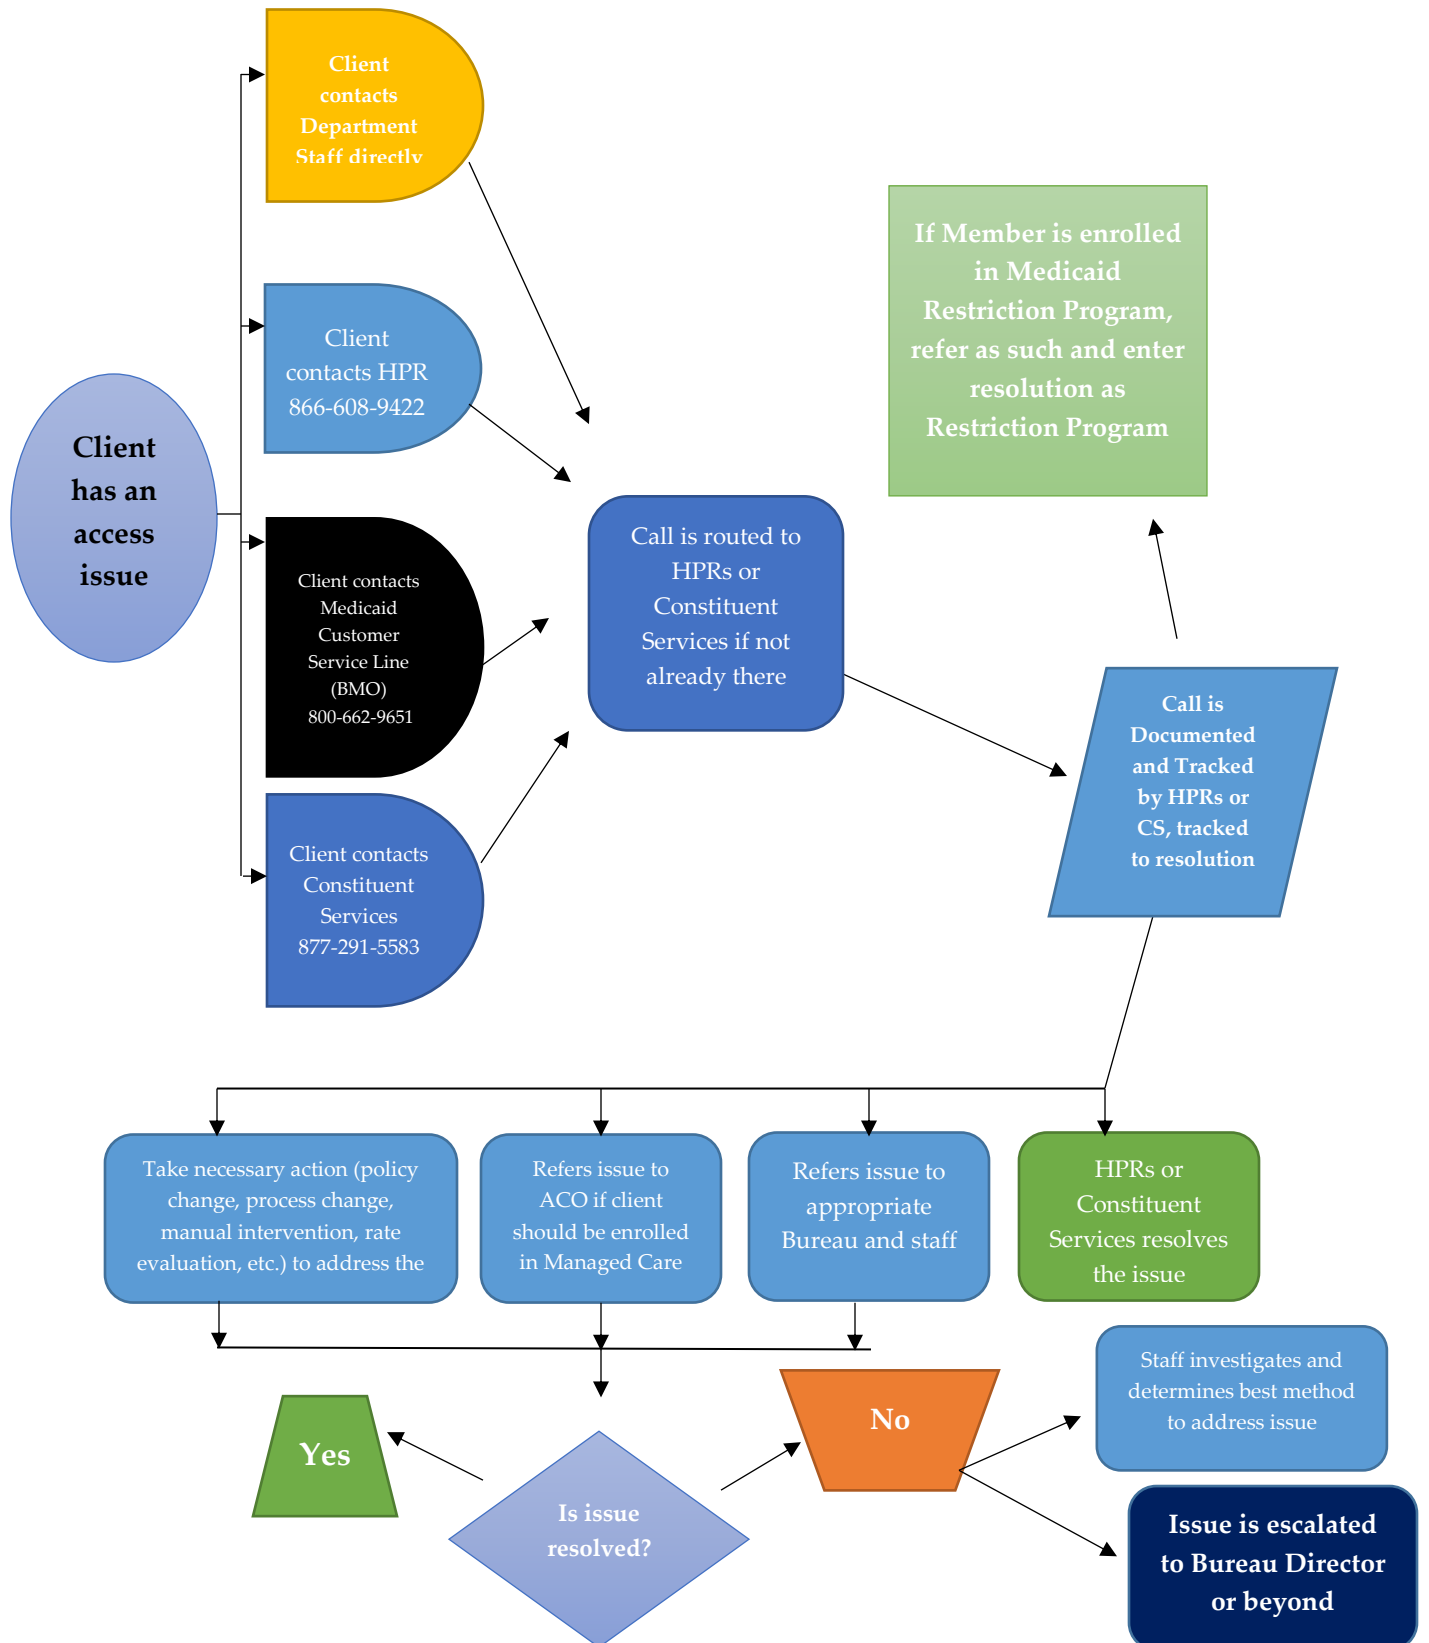 Client
contacts
Department
Staff directly
Client
contacts HPR
866-608-9422
Client
has an
access
issue
Client contacts
Medicaid
Customer
Service Line
(BMO)
800-662-9651
Client contacts
Constituent
Services
877-291-5583
Call is routed to
HPRs or
Constituent
Services if not
already there
If Member is enrolled
in Medicaid
Restriction Program,
refer as such and enter
resolution as
Restriction Program
Call is
Documented
and Tracked
by HPRs or
CS, tracked
to resolution
Take necessary action (policy
change, process change,
manual intervention, rate
evaluation, etc.) to address the
Refers issue to
ACO if client
should be enrolled
in Managed Care
Refers issue to
appropriate
Bureau and staff
HPRs or
Constituent
Services resolves
the issue
Yes
Is issue
resolved?
No
Staff investigates and
determines best method
to address issue
Issue is escalated
to Bureau Director
or beyond